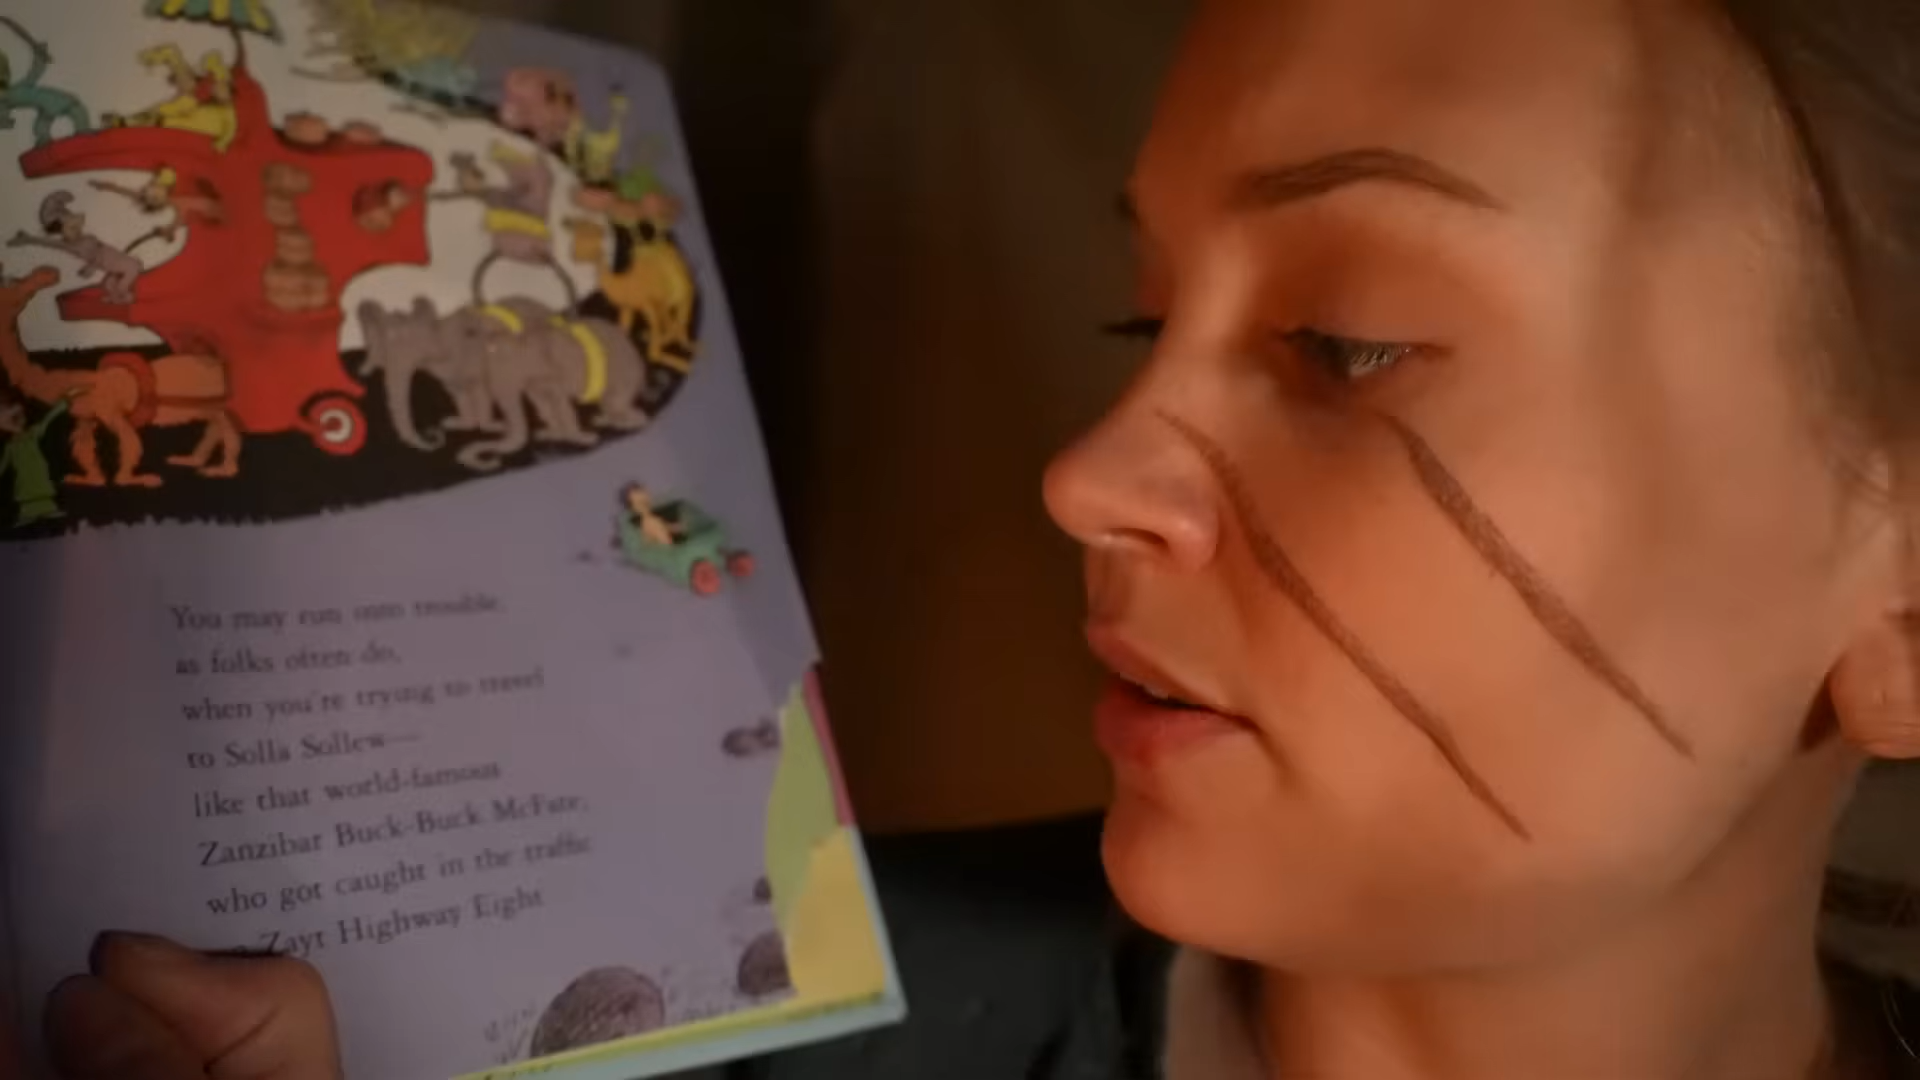 You may run into trouble,
as folks often do,
when you're trying to travel
to Solla Sollew—
like that world-famous
Zanzibar Buck-Buck McFate,
who got caught in the traffic
Zayt Highway Eight